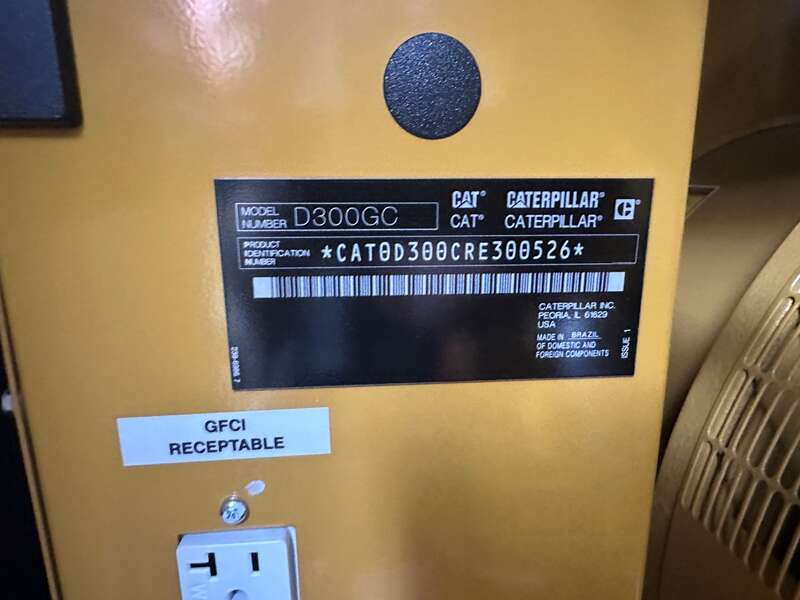 MODEL NUMBER D300GC
CAT® CATERPILLAR®
CAT® CATERPILLAR®
PRODUCT IDENTIFICATION NUMBER *CAT0D300CRE300526*
CATERPILLAR INC.
PEORIA, IL 61629
USA
MADE IN BRAZIL
OF DOMESTIC AND
FOREIGN COMPONENTS
ISSUE 1
GFCI
RECEPTABLE